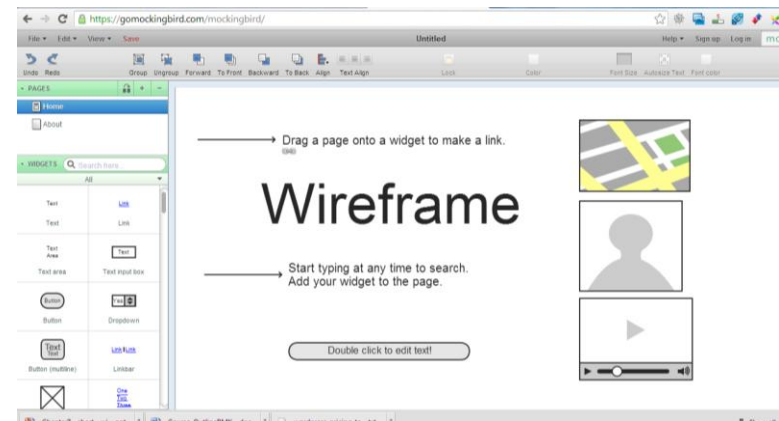 https://gomockingbird.com/mockingbird/
File Edit View Save Untitled Help Sign up Log in
Undo Redo Group Ungroup Forward To Front Backward To Back Align Text Align Lock Color Font Size Autosize Text Font color
PAGES
Home
About
WIDGETS Search here
All
Text Link
Text Link
Text Area Text
Text area Text input box
Button Yes
Button Dropdown
Text Text Link | Link
Button (multiline) Linkbar
One
Two
Three
Drag a page onto a widget to make a link.
Wireframe
Start typing at any time to search.
Add your widget to the page.
Double click to edit text!